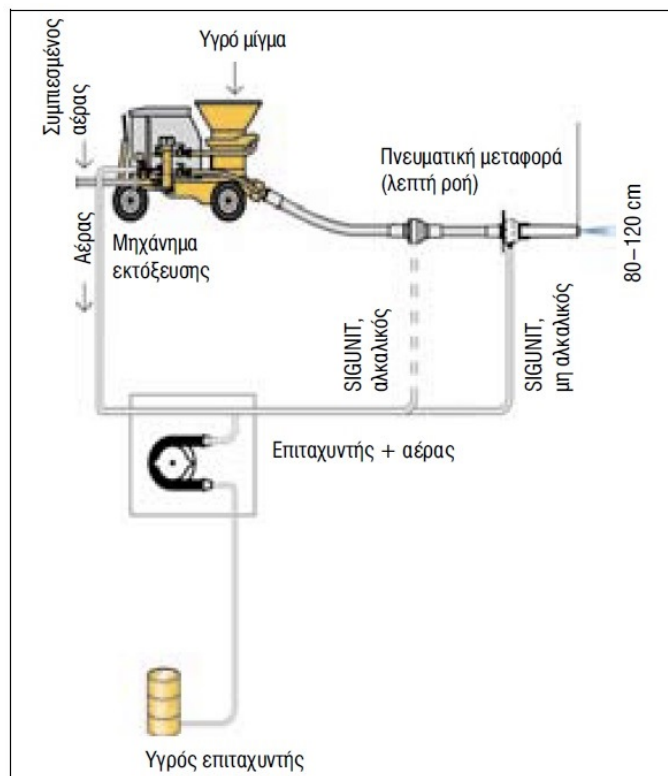 Υγρό μίγμα
Συμπιεσμένος
αέρας
Πνευματική μεταφορά
(λεπτή ροή)
Αέρας
Μηχάνημα
εκτόξευσης
80–120 cm
SIGUNIT,
αλκαλικός
SIGUNIT,
μη αλκαλικός
Επιταχυντής + αέρας
Υγρός επιταχυντής